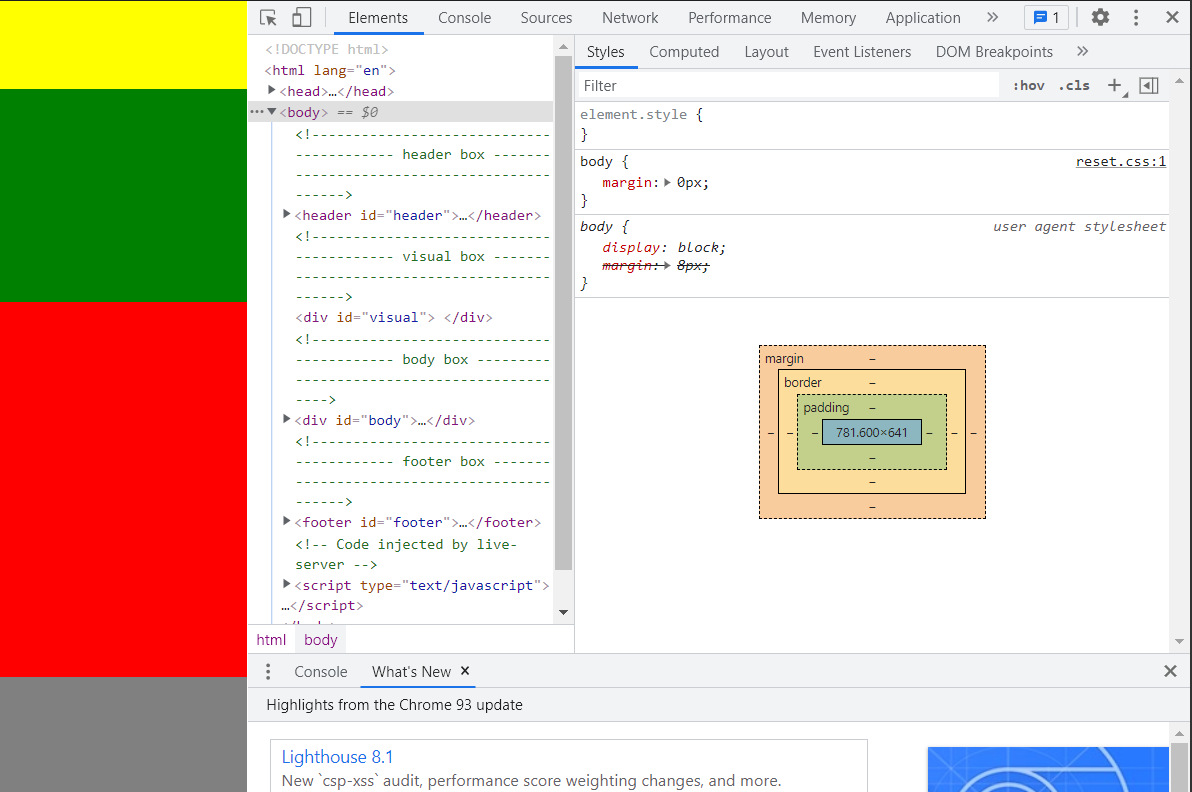 Elements Console Sources Network Performance Memory Application » 1
<!DOCTYPE html>
<html lang="en">
<head>…</head>
<body> == $0
<!-----------------------------
------------ header box -------
-------------------------------
------>
<header id="header">…</header>
<!-----------------------------
------------ visual box -------
-------------------------------
------>
<div id="visual"> </div>
<!-----------------------------
------------ body box ---------
-------------------------------
---->
<div id="body">…</div>
<!-----------------------------
------------ footer box -------
-------------------------------
------>
<footer id="footer">…</footer>
<!-- Code injected by live-
server -->
<script type="text/javascript">
…</script>
html body
Styles Computed Layout Event Listeners DOM Breakpoints »
Filter :hov .cls +
element.style {
}
body { reset.css:1
margin: 0px;
}
body { user agent stylesheet
display: block;
margin: 8px;
}
margin –
border –
padding –
– – – 781.600×641 – – –
–
–
–
Console What's New ×
Highlights from the Chrome 93 update
Lighthouse 8.1
New `csp-xss` audit, performance score weighting changes, and more.